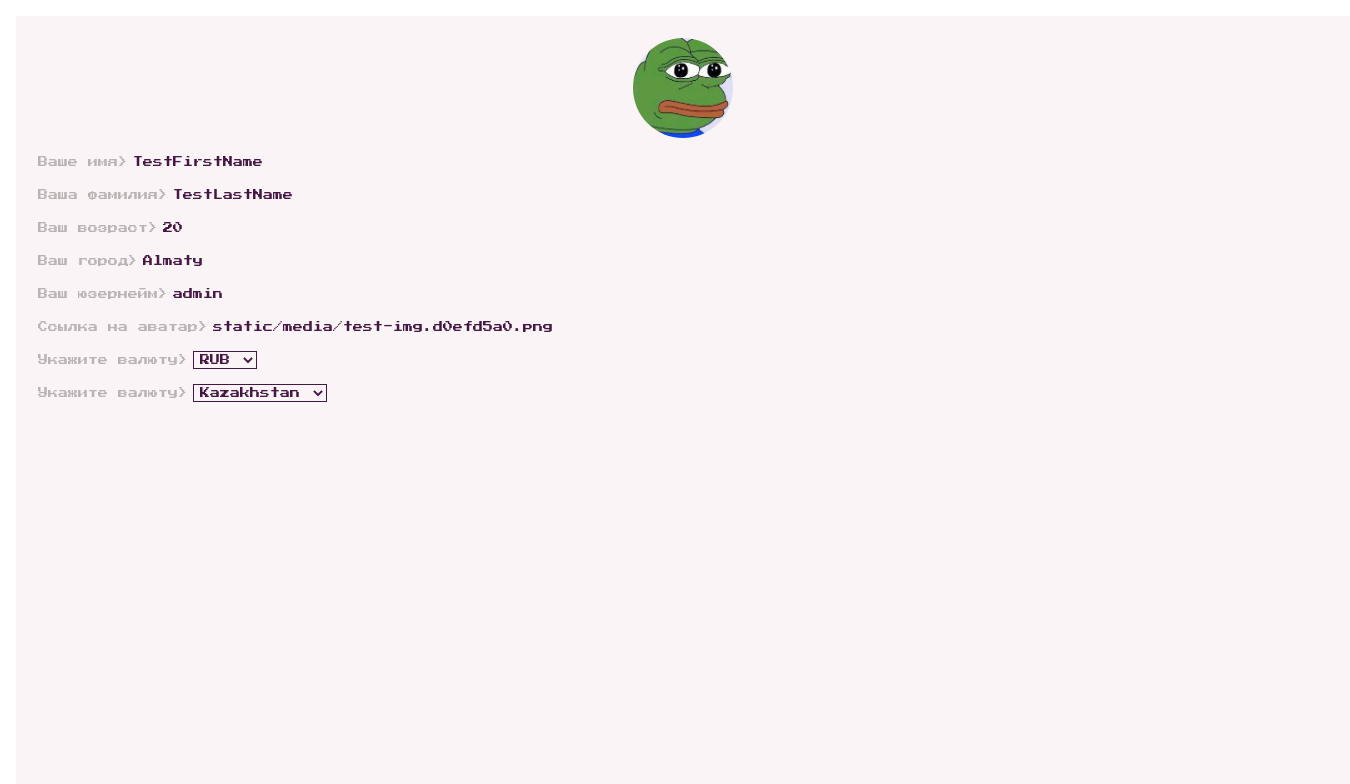 Ваше имя> TestFirstName
Ваша фамилия> TestLastName
Ваш возраст> 20
Ваш город> Almaty
Ваш юзернейм> admin
Ссылка на аватар> static/media/test-img.d0efd5a0.png
Укажите валюту> RUB
Укажите валюту> Kazakhstan